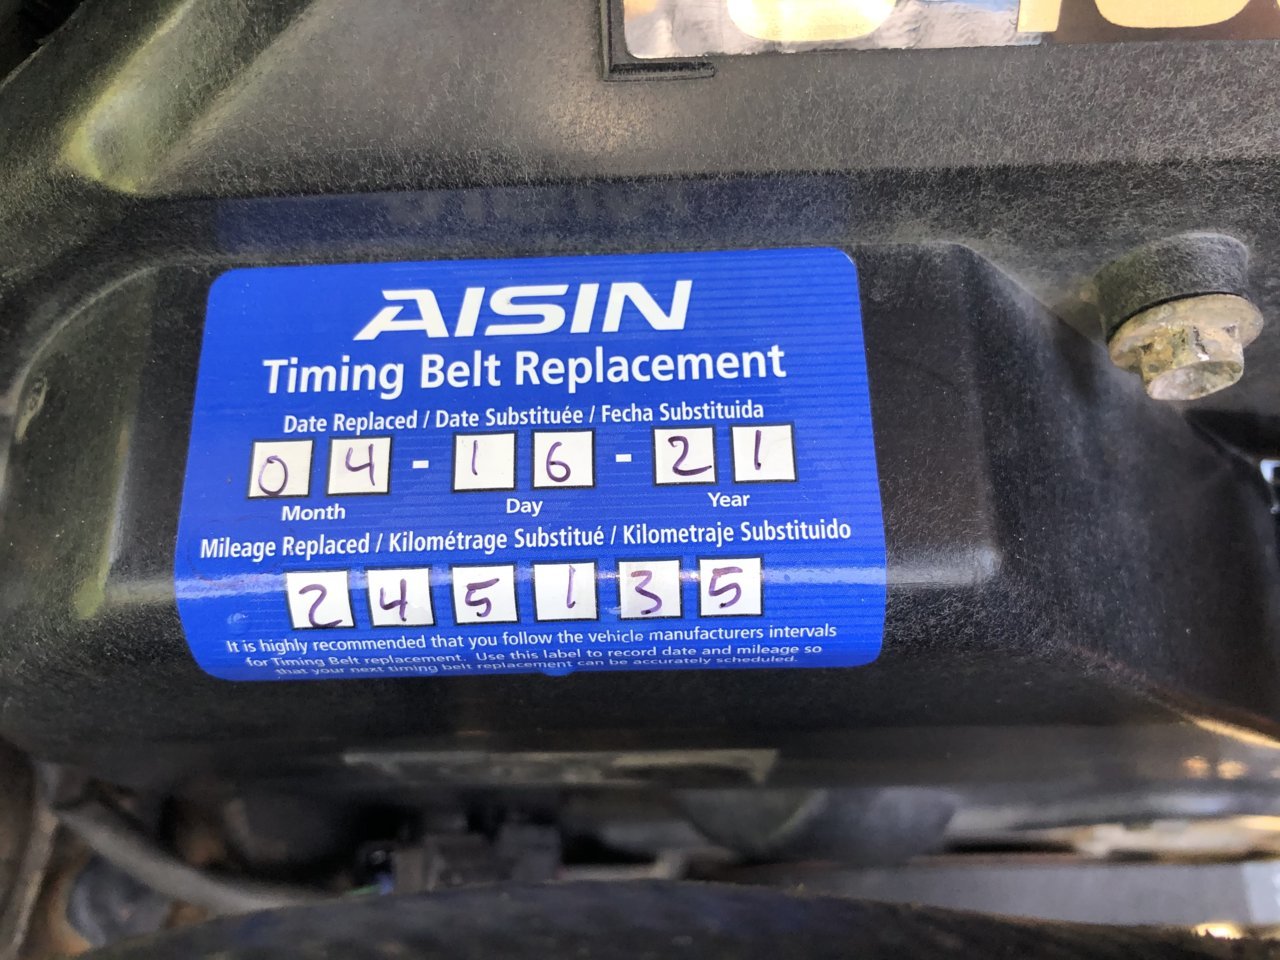 AISIN
Timing Belt Replacement
Date Replaced / Date Substituée / Fecha Substituida
04 - 16 - 21
Month Day Year
Mileage Replaced / Kilométrage Substitué / Kilometraje Substituido
245135
It is highly recommended that you follow the vehicle manufacturers intervals
for Timing Belt replacement. Use this label to record date and mileage so
that your next timing belt replacement can be accurately scheduled.